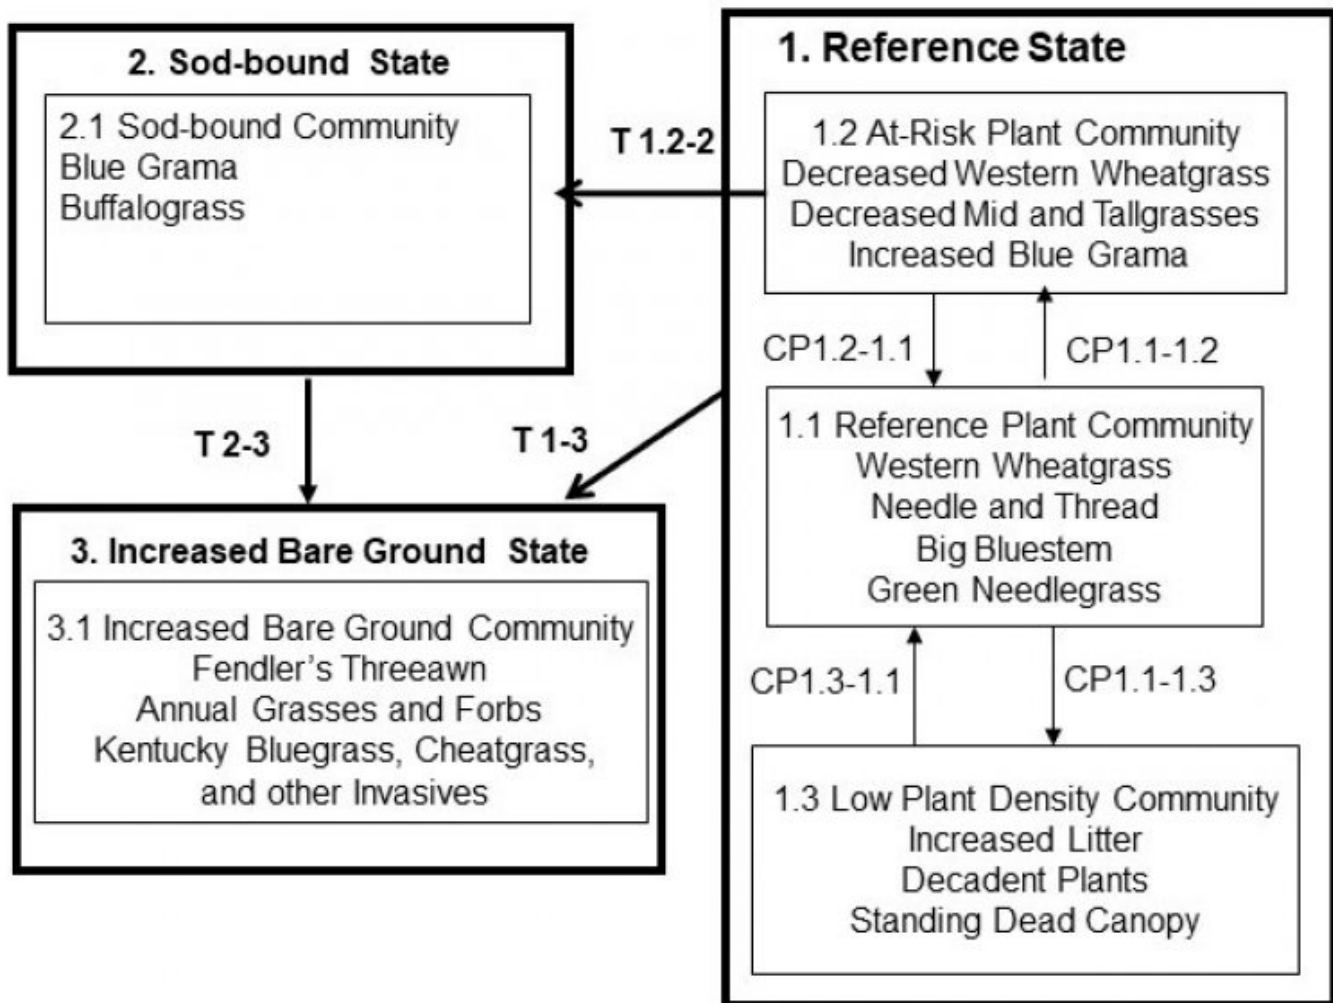 2. Sod-bound State
2.1 Sod-bound Community
Blue Grama
Buffalograss
T 1.2-2
1. Reference State
1.2 At-Risk Plant Community
Decreased Western Wheatgrass
Decreased Mid and Tallgrasses
Increased Blue Grama
CP1.2-1.1
CP1.1-1.2
1.1 Reference Plant Community
Western Wheatgrass
Needle and Thread
Big Bluestem
Green Needlegrass
CP1.3-1.1
CP1.1-1.3
1.3 Low Plant Density Community
Increased Litter
Decadent Plants
Standing Dead Canopy
T 2-3
T 1-3
3. Increased Bare Ground State
3.1 Increased Bare Ground Community
Fendler's Threeawn
Annual Grasses and Forbs
Kentucky Bluegrass, Cheatgrass,
and other Invasives